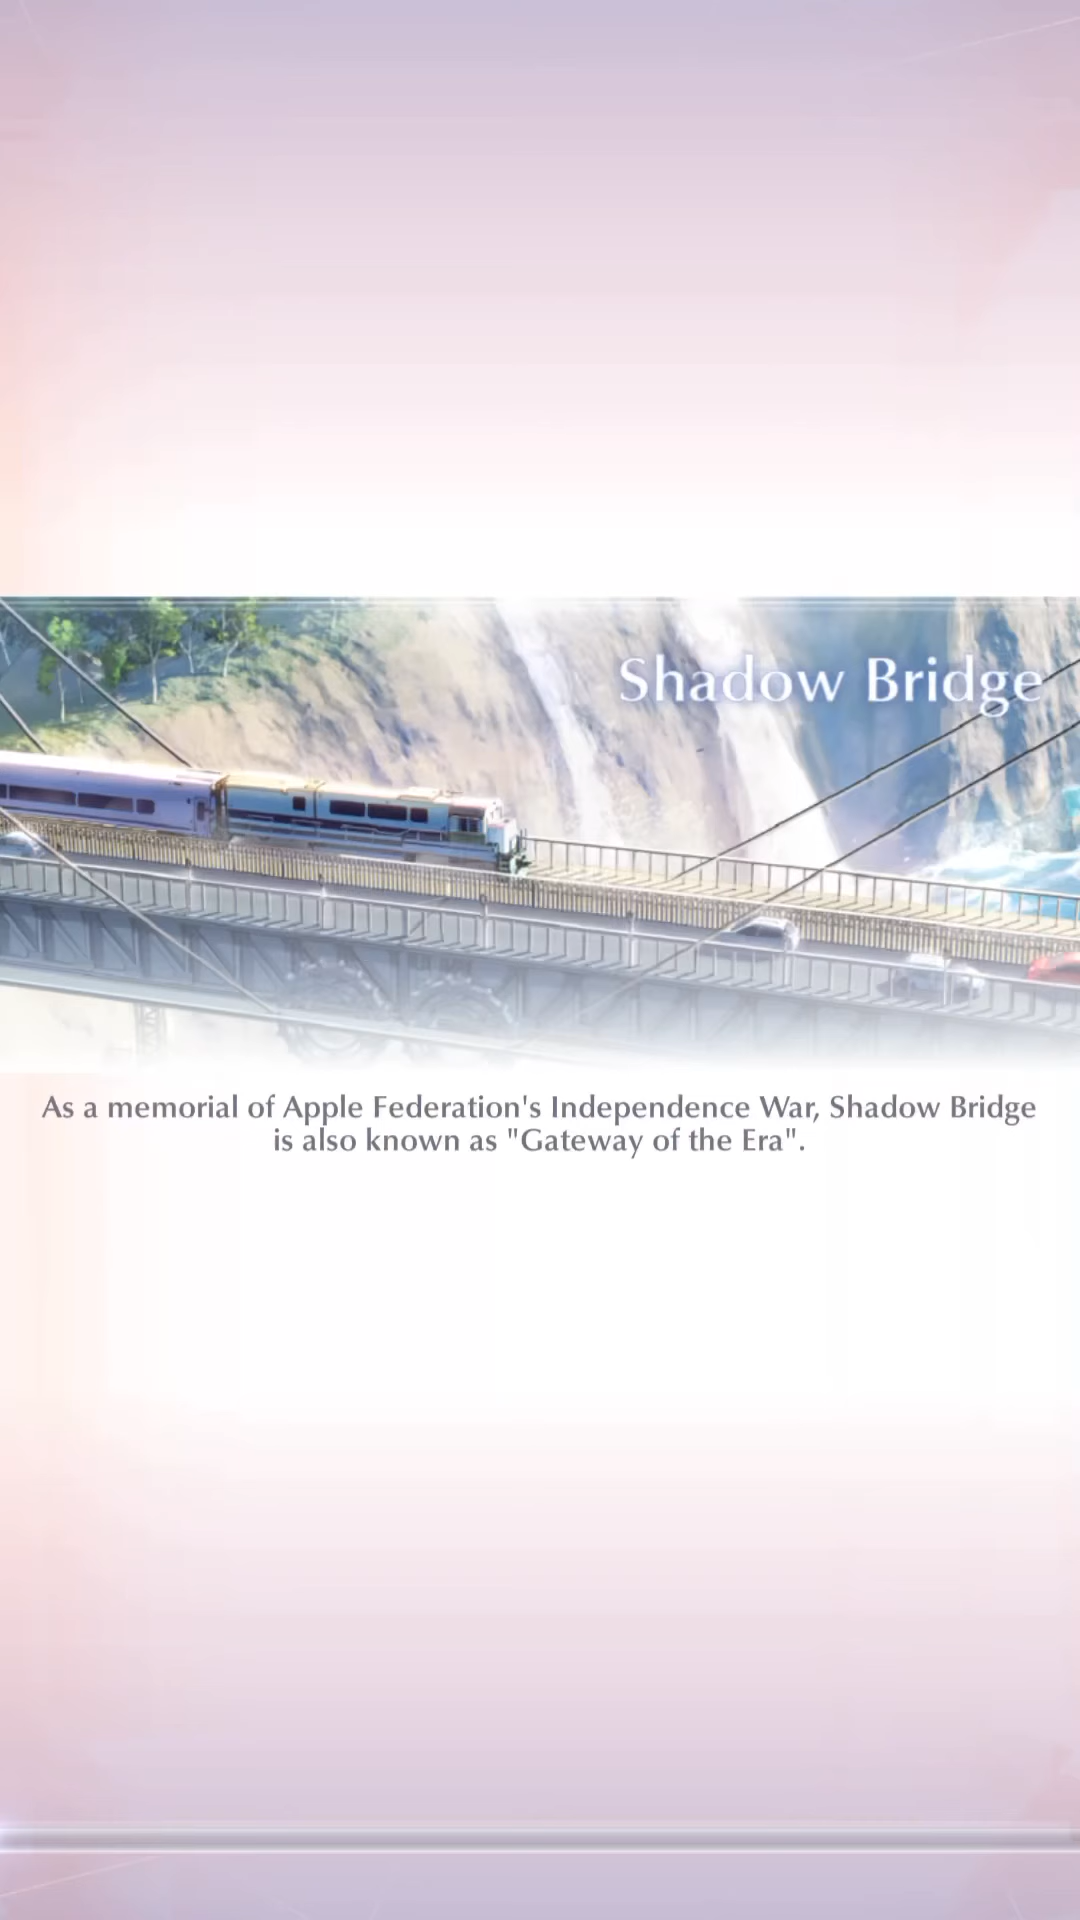 Shadow Bridge
As a memorial of Apple Federation's Independence War, Shadow Bridge
is also known as "Gateway of the Era".